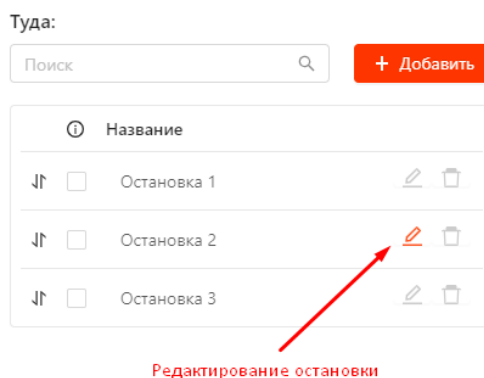 Туда:
Поиск
+ Добавить
Название
Остановка 1
Остановка 2
Остановка 3
Редактирование остановки